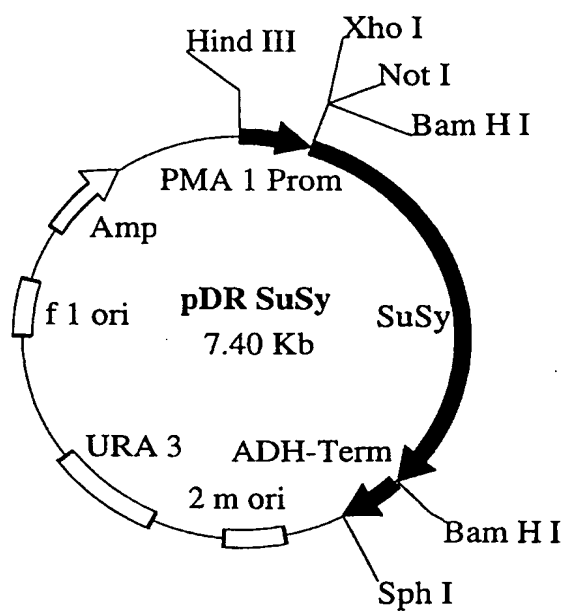 Hind III
Xho I
Not I
Bam H I
PMA 1 Prom
Amp
f 1 ori
pDR SuSy
7.40 Kb
SuSy
URA 3
ADH-Term
2 m ori
Bam H I
Sph I